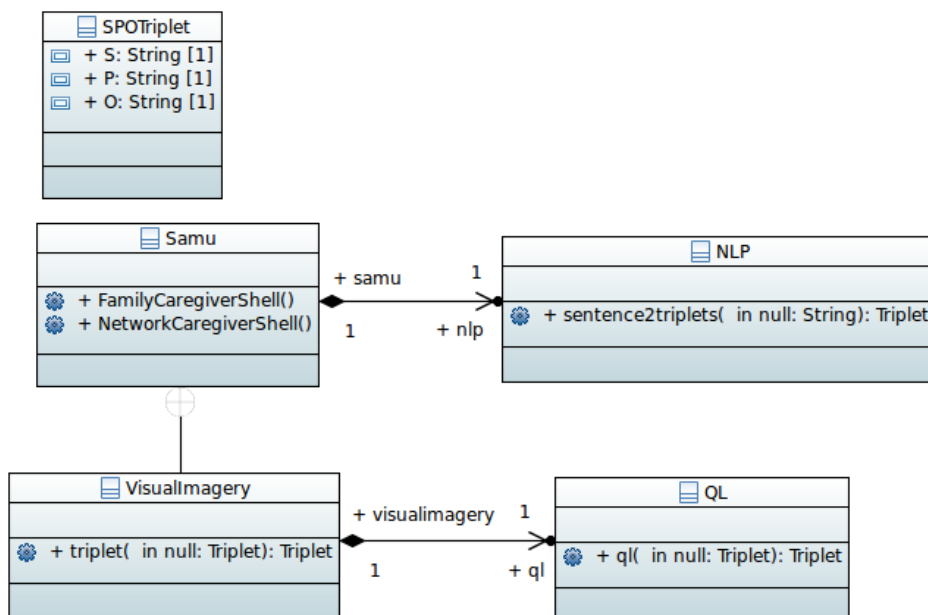 SPOTriplet
+ S: String [1]
+ P: String [1]
+ O: String [1]
Samu
+ FamilyCaregiverShell()
+ NetworkCaregiverShell()
+ samu
1
1
+ nlp
NLP
+ sentence2triplets( in null: String): Triplet
VisualImagery
+ triplet( in null: Triplet): Triplet
+ visualimagery
1
1
+ ql
QL
+ ql( in null: Triplet): Triplet